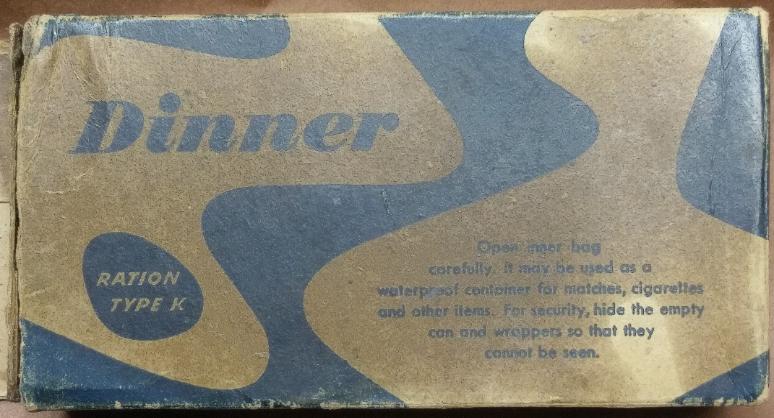 Dinner
RATION
TYPE K
Open inner bag
carefully. It may be used as a
waterproof container for matches, cigarettes
and other items. For security, hide the empty
can and wrappers so that they
cannot be seen.